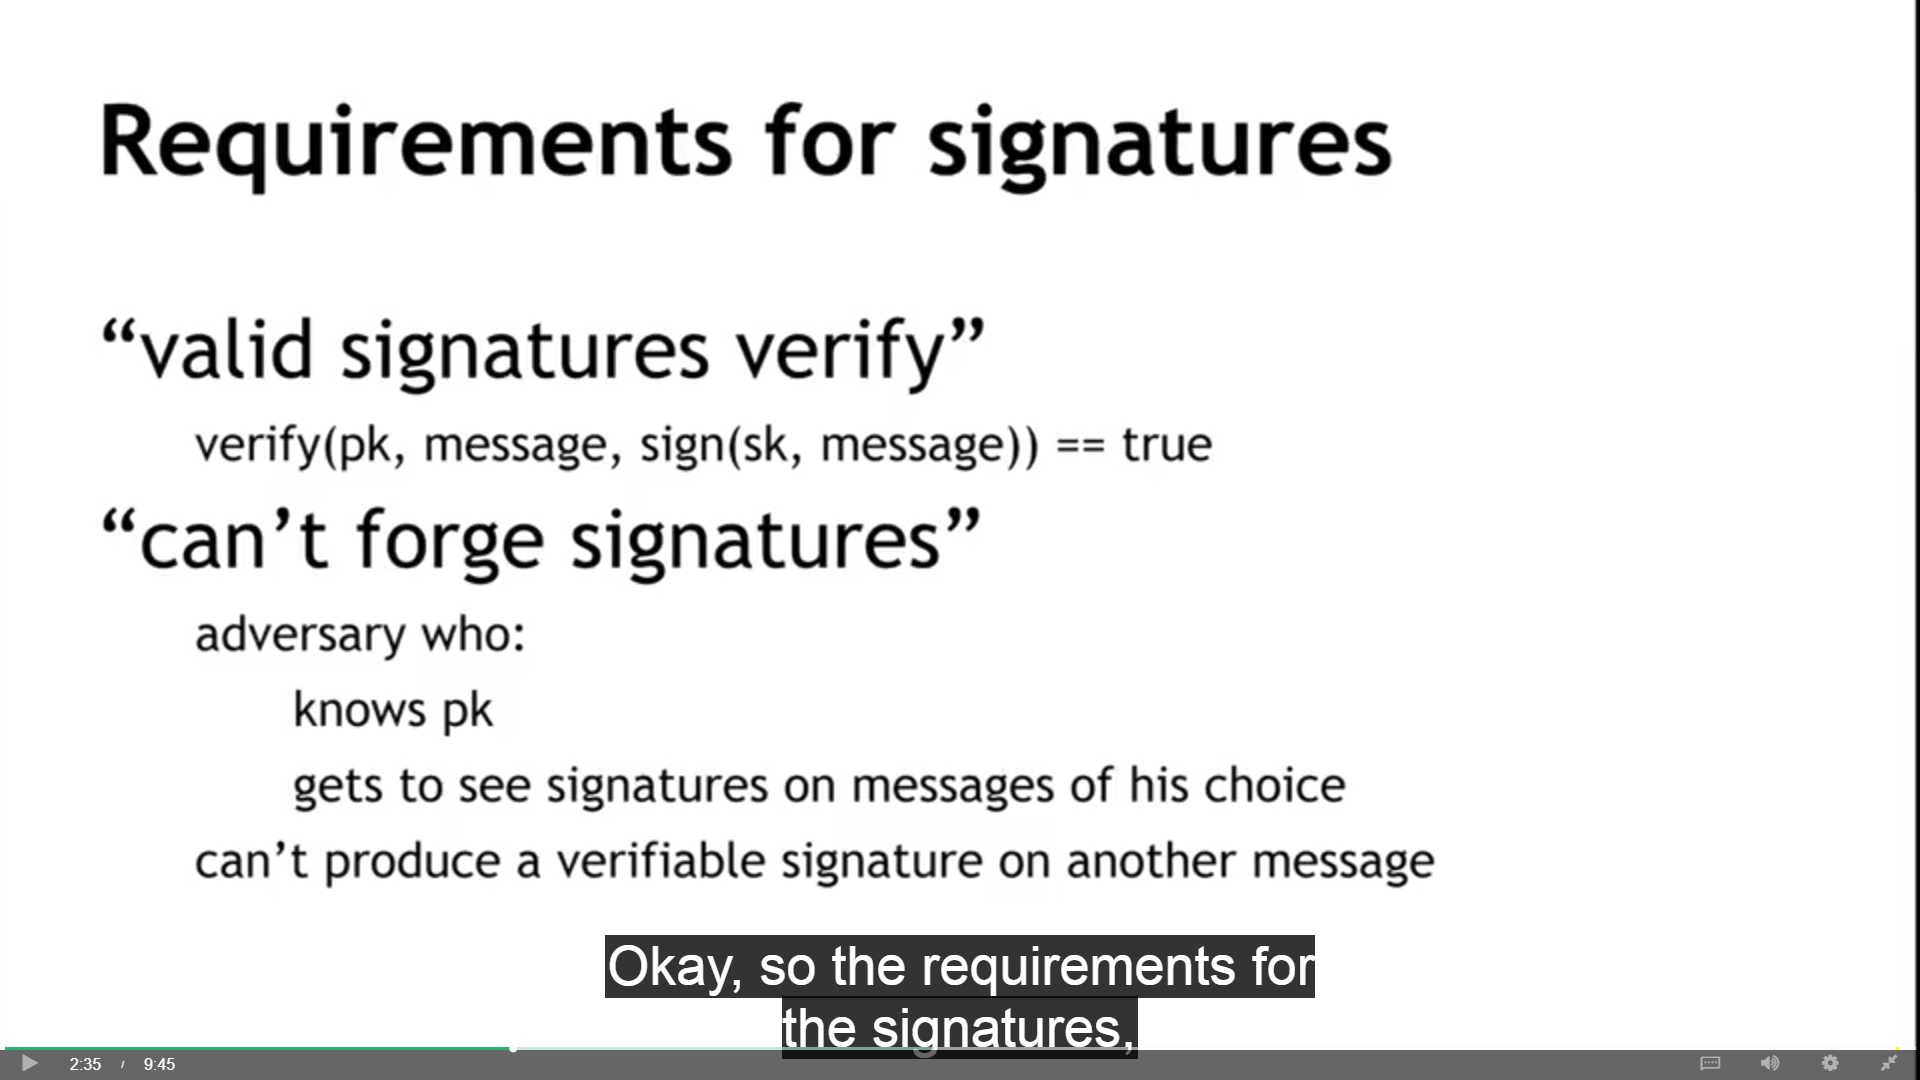 Requirements for signatures
“valid signatures verify”
verify(pk, message, sign(sk, message)) == true
“can’t forge signatures”
adversary who:
knows pk
gets to see signatures on messages of his choice
can’t produce a verifiable signature on another message
Okay, so the requirements for
the signatures,
2:35 / 9:45